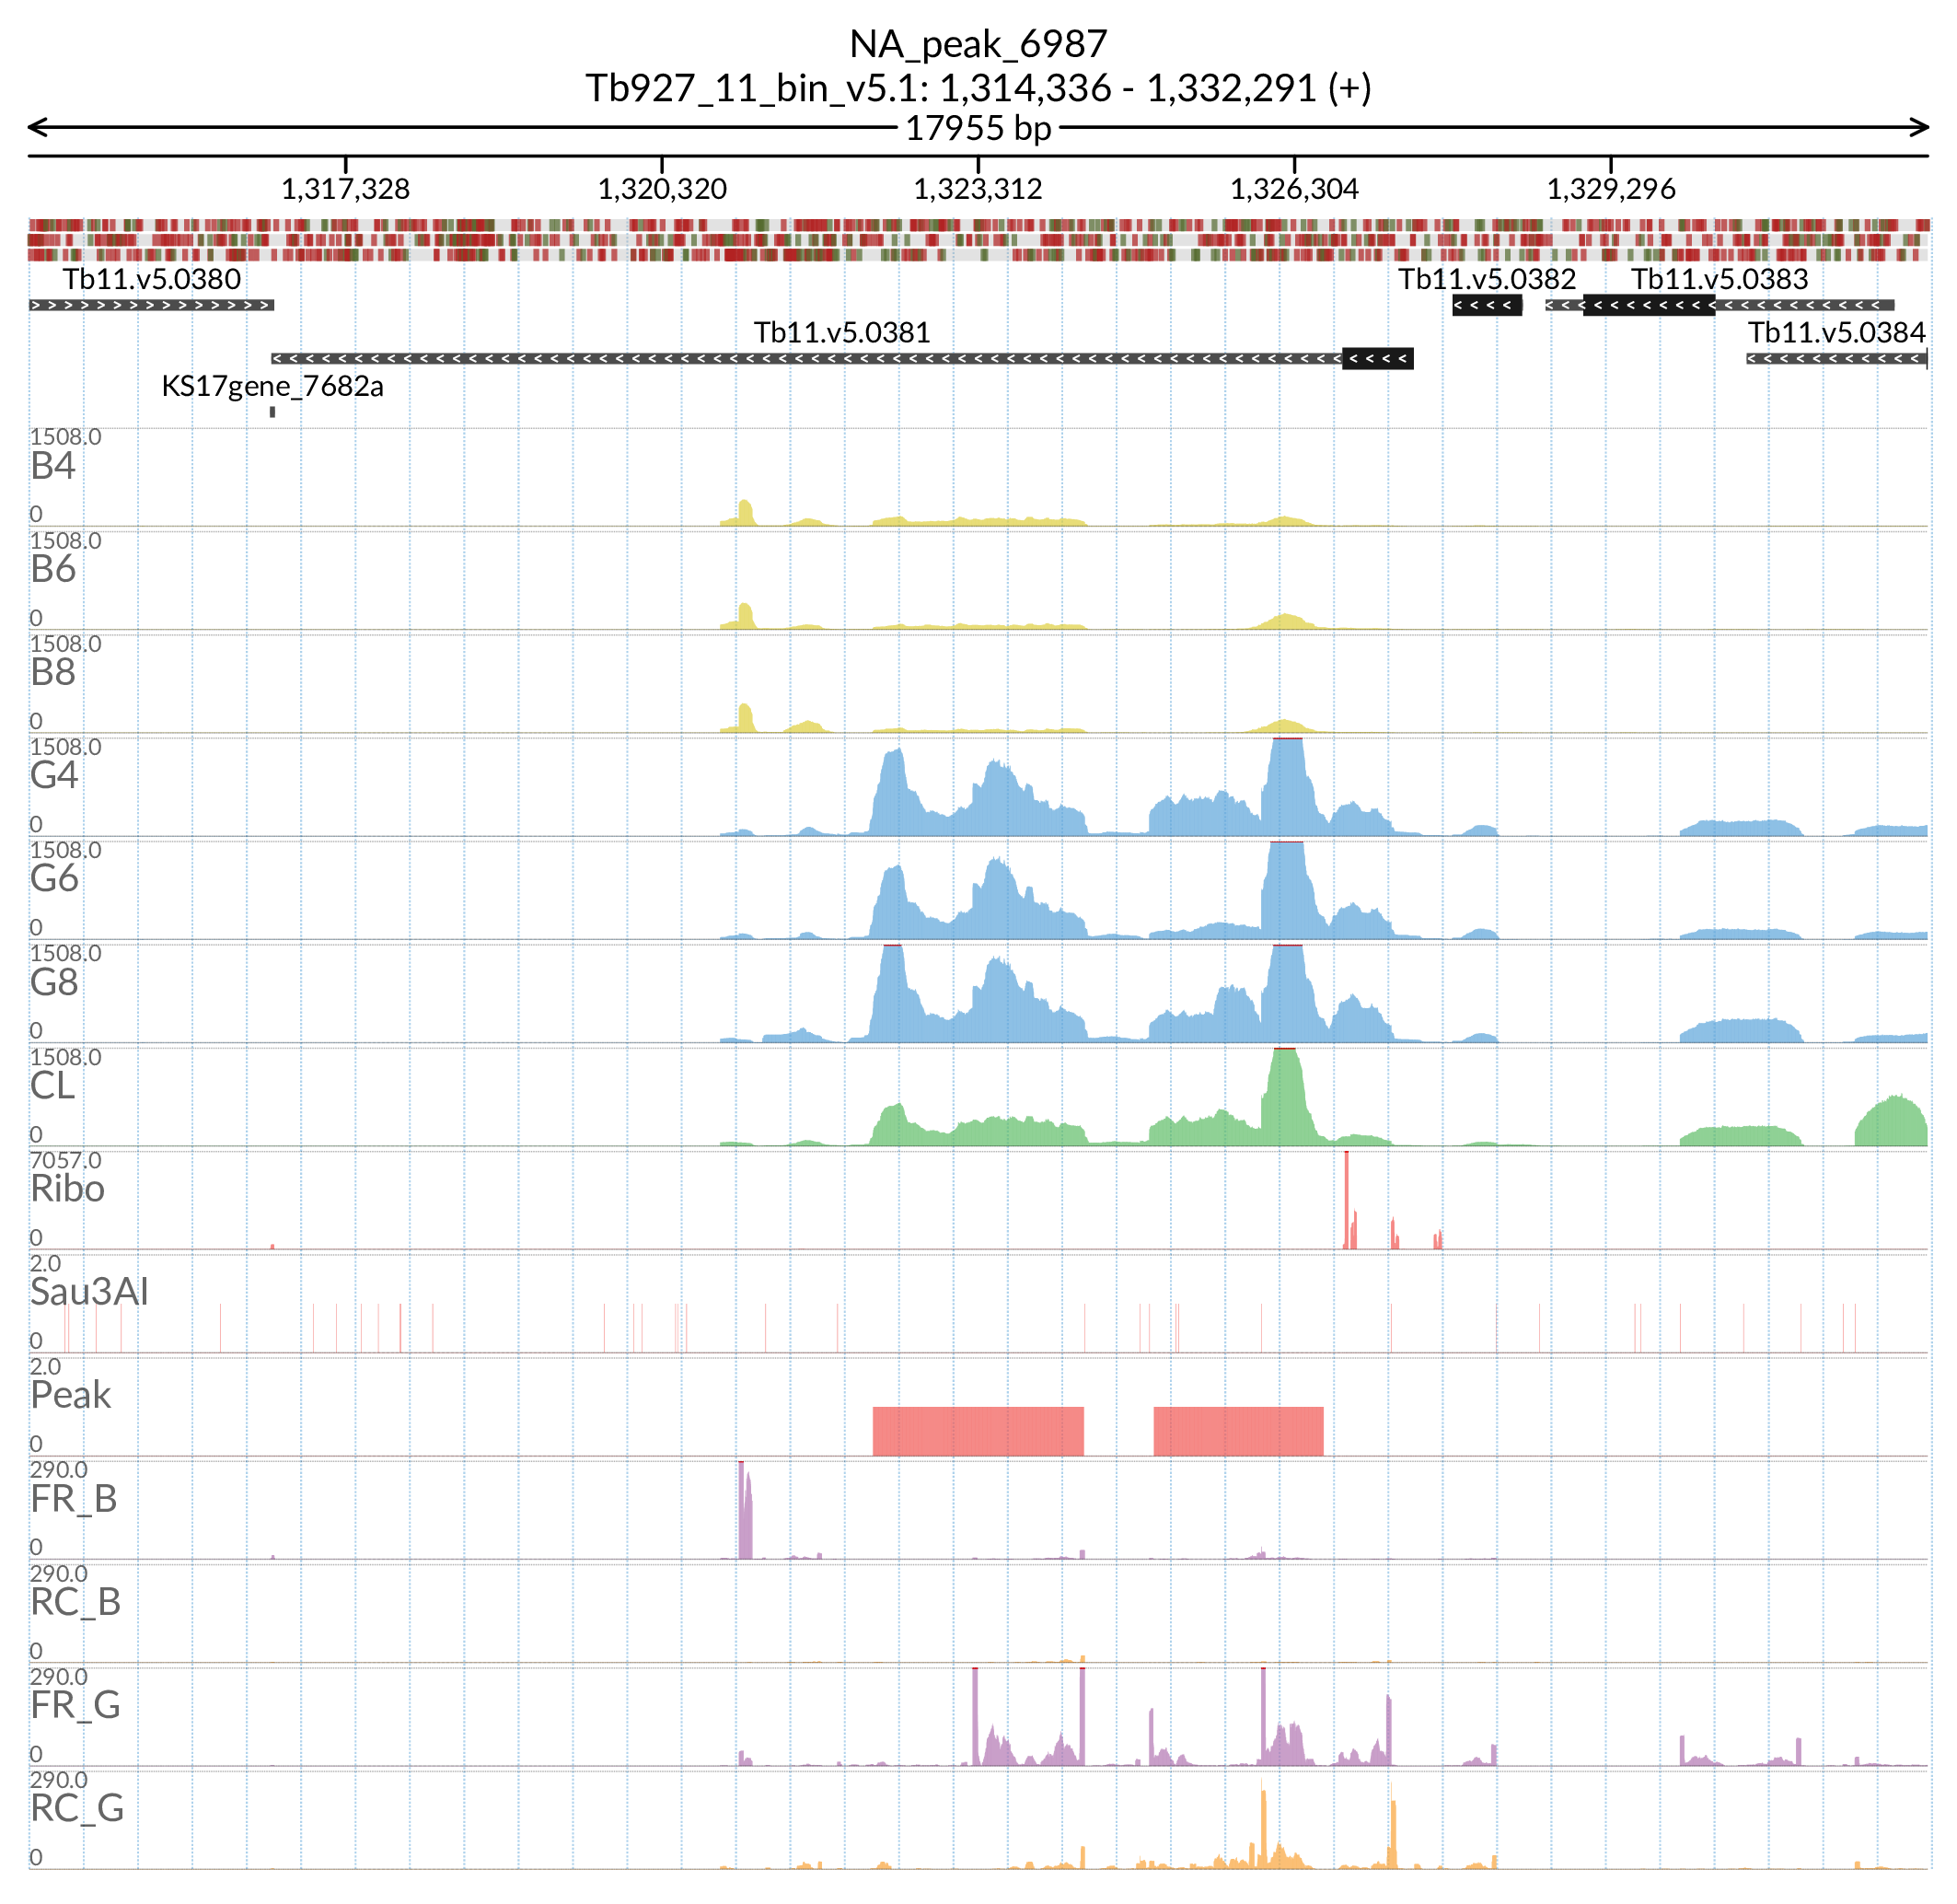 NA_peak_6987
Tb927_11_bin_v5.1: 1,314,336 - 1,332,291 (+)
17955 bp
1,317,328 1,320,320 1,323,312 1,326,304 1,329,296
Tb11.v5.0380 Tb11.v5.0382 Tb11.v5.0383
Tb11.v5.0381 Tb11.v5.0384
KS17gene_7682a
1508.0
B4
0
1508.0
B6
0
1508.0
B8
0
1508.0
G4
0
1508.0
G6
0
1508.0
G8
0
1508.0
CL
0
7057.0
Ribo
0
2.0
Sau3AI
0
2.0
Peak
0
290.0
FR_B
0
290.0
RC_B
0
290.0
FR_G
0
290.0
RC_G
0